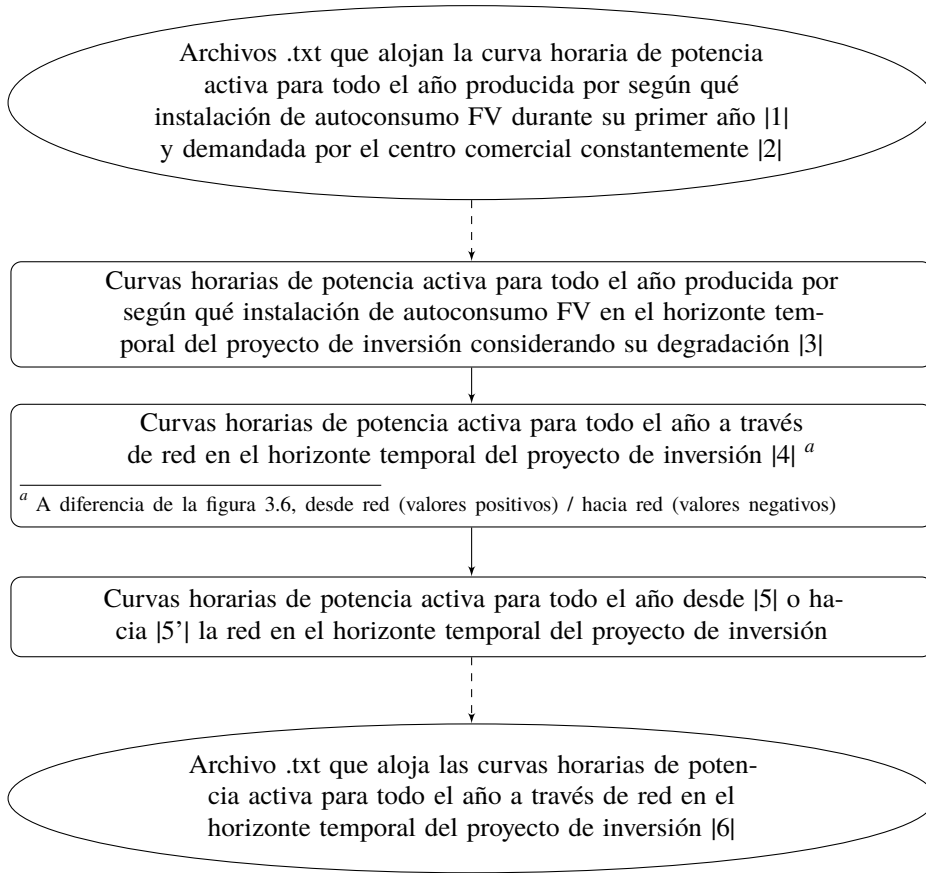 Archivos .txt que alojan la curva horaria de potencia
activa para todo el año producida por según qué
instalación de autoconsumo FV durante su primer año |1|
y demandada por el centro comercial constantemente |2|
Curvas horarias de potencia activa para todo el año producida por
según qué instalación de autoconsumo FV en el horizonte tem-
poral del proyecto de inversión considerando su degradación |3|
Curvas horarias de potencia activa para todo el año a través
de red en el horizonte temporal del proyecto de inversión |4| a
a A diferencia de la figura 3.6, desde red (valores positivos) / hacia red (valores negativos)
Curvas horarias de potencia activa para todo el año desde |5| o ha-
cia |5'| la red en el horizonte temporal del proyecto de inversión
Archivo .txt que aloja las curvas horarias de poten-
cia activa para todo el año a través de red en el
horizonte temporal del proyecto de inversión |6|